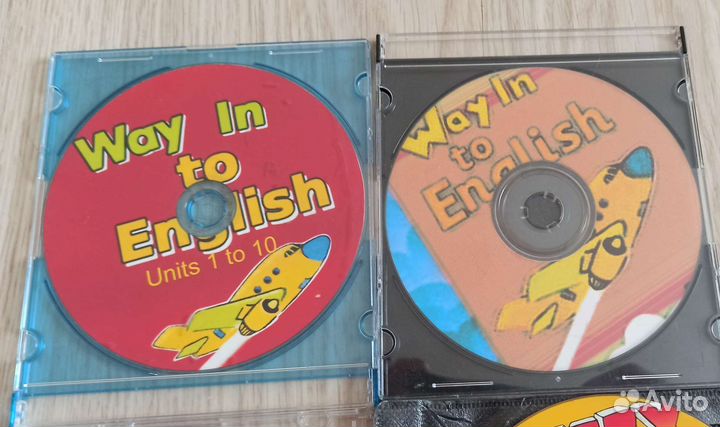 Way In
to
English
Units 1 to 10
Way In
to
English
Avito